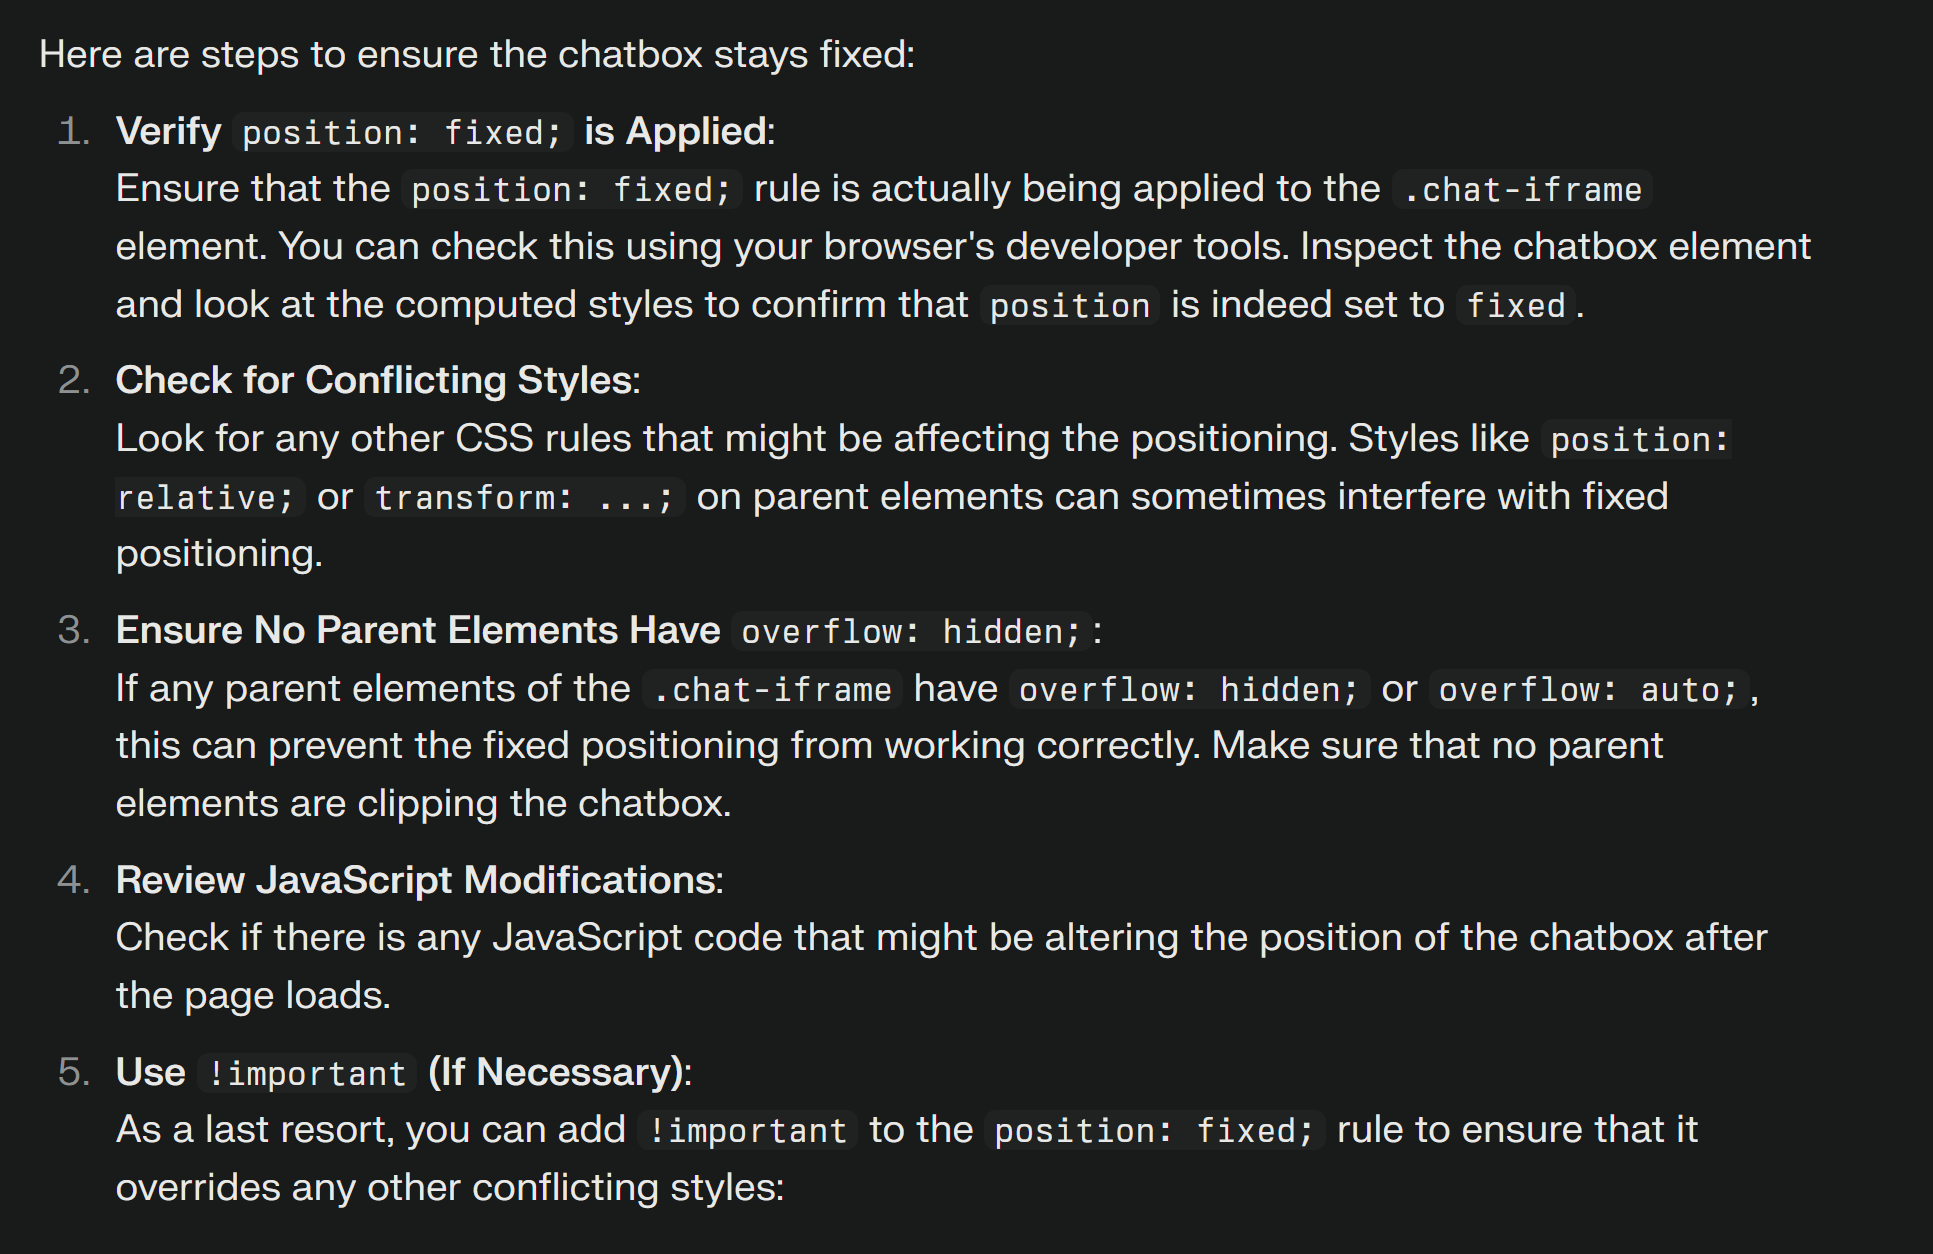 Here are steps to ensure the chatbox stays fixed:
1. Verify position: fixed; is Applied:
Ensure that the position: fixed; rule is actually being applied to the .chat-iframe
element. You can check this using your browser's developer tools. Inspect the chatbox element
and look at the computed styles to confirm that position is indeed set to fixed.
2. Check for Conflicting Styles:
Look for any other CSS rules that might be affecting the positioning. Styles like position:
relative; or transform: ...; on parent elements can sometimes interfere with fixed
positioning.
3. Ensure No Parent Elements Have overflow: hidden;:
If any parent elements of the .chat-iframe have overflow: hidden; or overflow: auto;,
this can prevent the fixed positioning from working correctly. Make sure that no parent
elements are clipping the chatbox.
4. Review JavaScript Modifications:
Check if there is any JavaScript code that might be altering the position of the chatbox after
the page loads.
5. Use !important (If Necessary):
As a last resort, you can add !important to the position: fixed; rule to ensure that it
overrides any other conflicting styles: